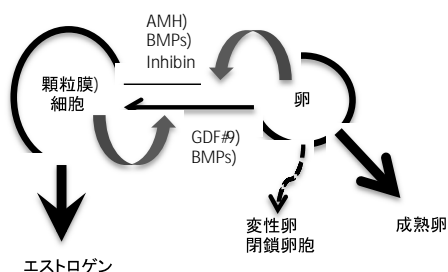 AMH)
BMPs)
Inhibin
顆粒膜)
細胞
卵
GDF#9)
BMPs)
変性卵
閉鎖卵胞
成熟卵
エストロゲン